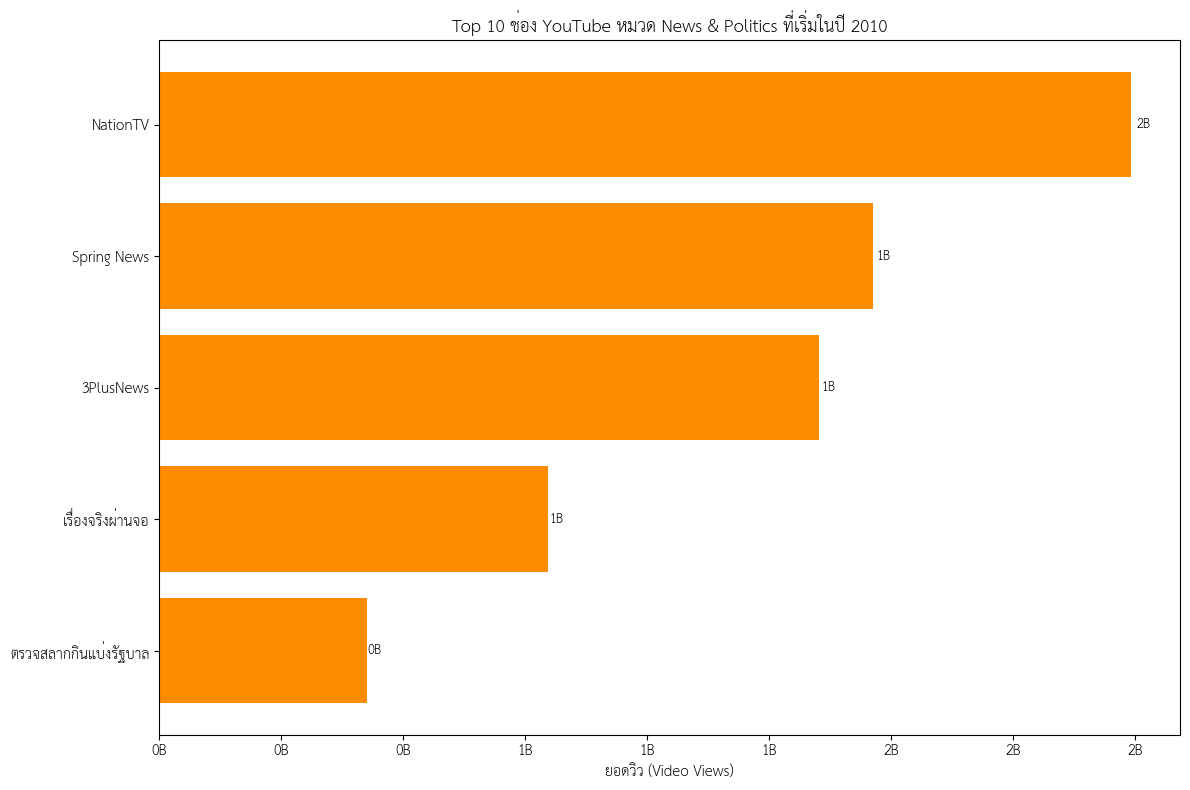 Top 10 ช่อง YouTube หมวด News & Politics ที่เริ่มในปี 2010
NationTV
2B
Spring News
1B
3PlusNews
1B
เรื่องจริงผ่านจอ
1B
ตรวจสลากกินแบ่งรัฐบาล
0B
0B 0B 0B 1B 1B 1B 2B 2B 2B
ยอดวิว (Video Views)